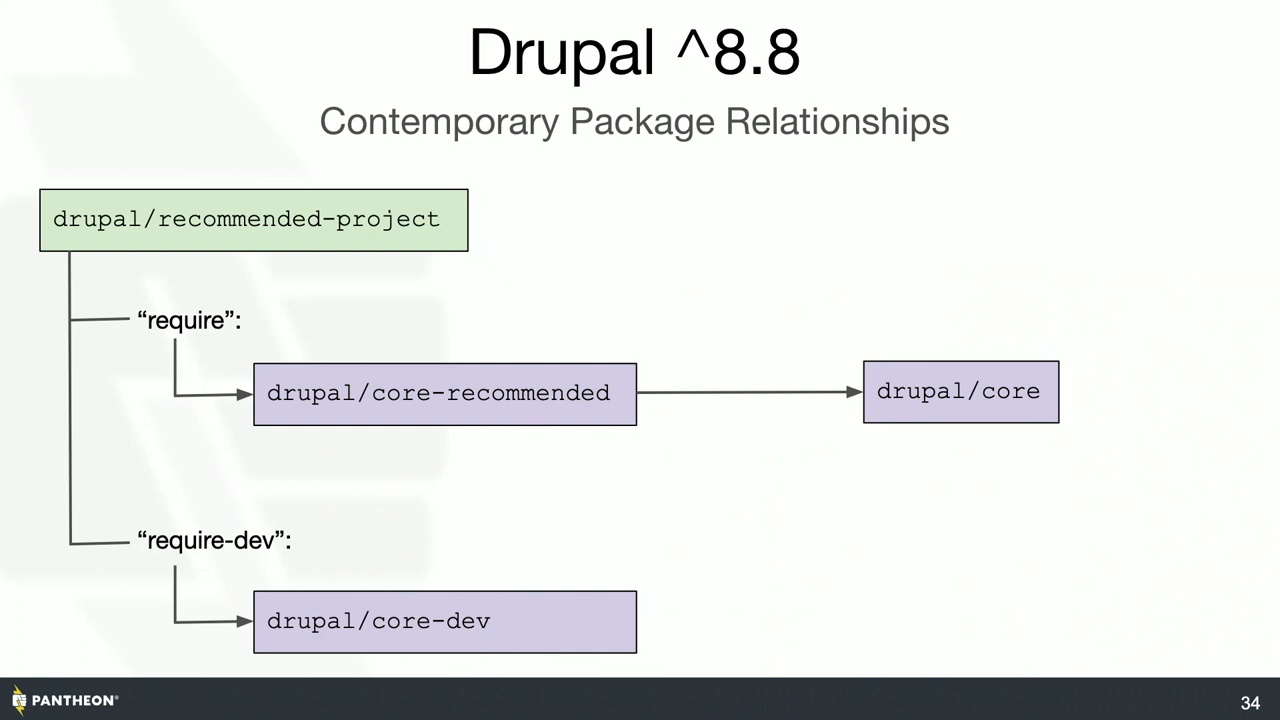 Drupal ^8.8
Contemporary Package Relationships
drupal/recommended-project
“require”:
drupal/core-recommended
drupal/core
“require-dev”:
drupal/core-dev
PANTHEON®
34